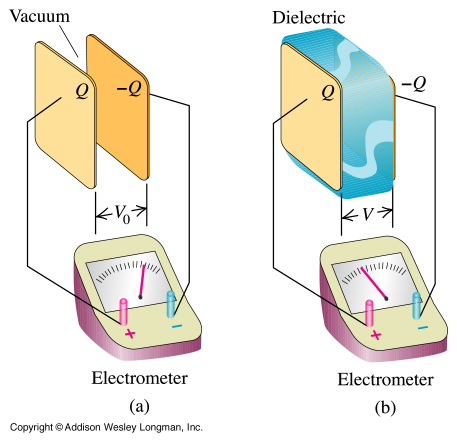 Vacuum
Q
−Q
V0
+
−
Electrometer
(a)
Dielectric
Q
−Q
V
+
−
Electrometer
(b)
Copyright © Addison Wesley Longman, Inc.